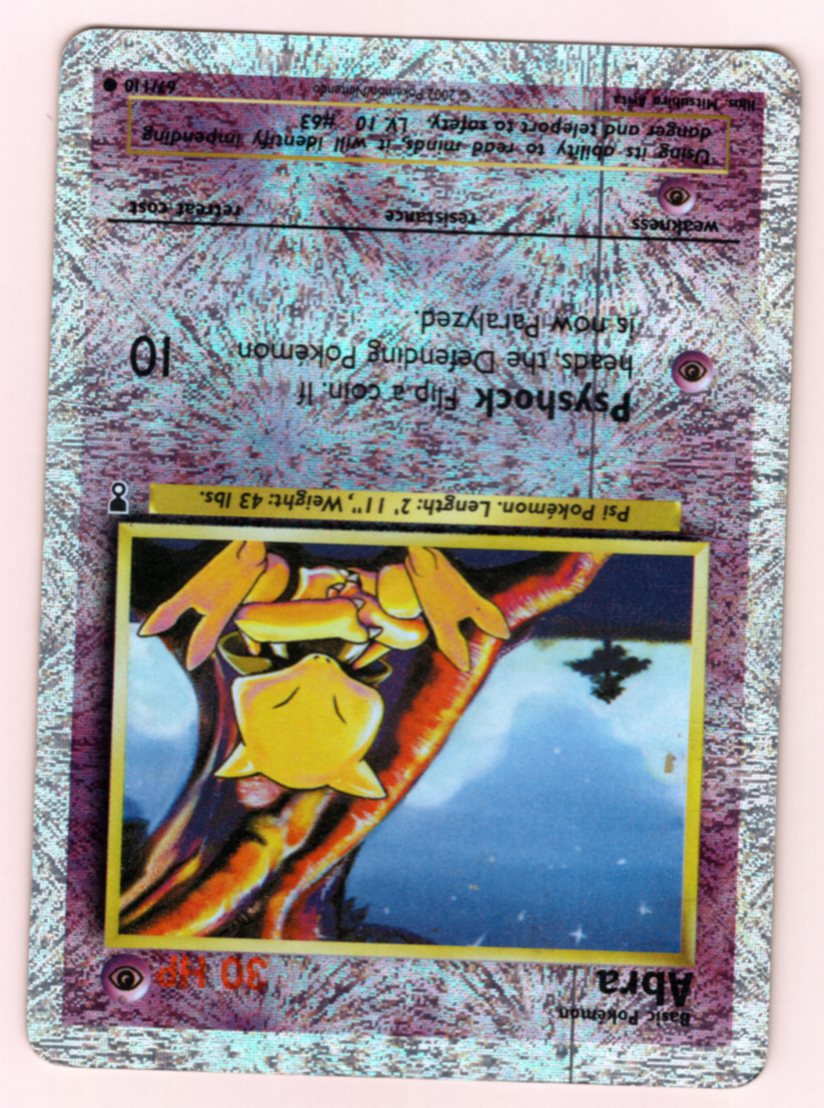 Basic Pokémon
Abra
30 HP
Psi Pokémon. Length: 2' 11", Weight: 43 lbs.
Psyshock Flip a coin. If
heads, the Defending Pokémon
is now Paralyzed.
10
weakness
resistance
retreat cost
Using its ability to read minds, it will identify impending
danger and teleport to safety. LV. 10 #63
Illus. Mitsuhiro Arita
© 2002 Pokémon/Nintendo
67/110